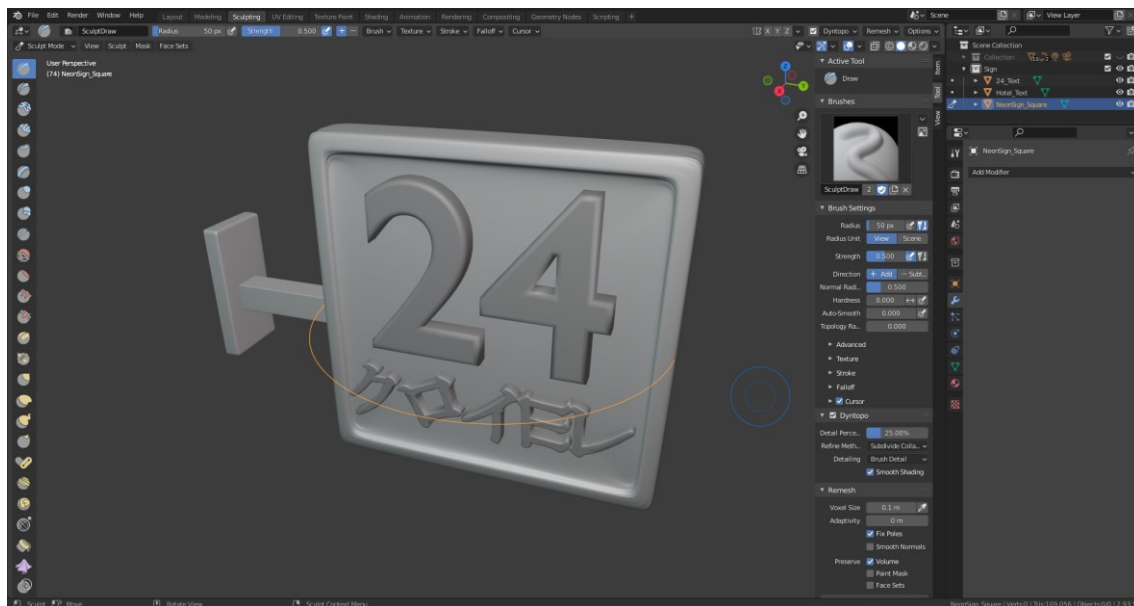 File Edit Render Window Help Layout Modeling Sculpting UV Editing Texture Paint Shading Animation Rendering Compositing Geometry Nodes Scripting + Scene View Layer
SculptDraw Radius 50 px Strength 0.500 Brush Texture Stroke Falloff Cursor X Y Z Dyntopo Remesh Options
Sculpt Mode View Sculpt Mask Face Sets
User Perspective
(74) NeonSign_Square
24
Active Tool
Draw
Brushes
SculptDraw 2
Brush Settings
Radius 50 px
Radius Unit View Scene
Strength 0.500
Direction + Add − Subt..
Normal Radi.. 0.500
Hardness 0.000
Auto-Smooth 0.000
Topology Ra.. 0.000
Advanced
Texture
Stroke
Falloff
Cursor
Dyntopo
Detail Perce.. 25.00%
Refine Meth.. Subdivide Colla..
Detailing Brush Detail
Smooth Shading
Remesh
Voxel Size 0.1 m
Adaptivity 0 m
Fix Poles
Smooth Normals
Preserve Volume
Paint Mask
Face Sets
Item
Tool
View
Scene Collection
Collection
Sign
24_Text
Hotel_Text
NeonSign_Square
NeonSign_Square
Add Modifier
Sculpt Move Rotate View Sculpt Context Menu